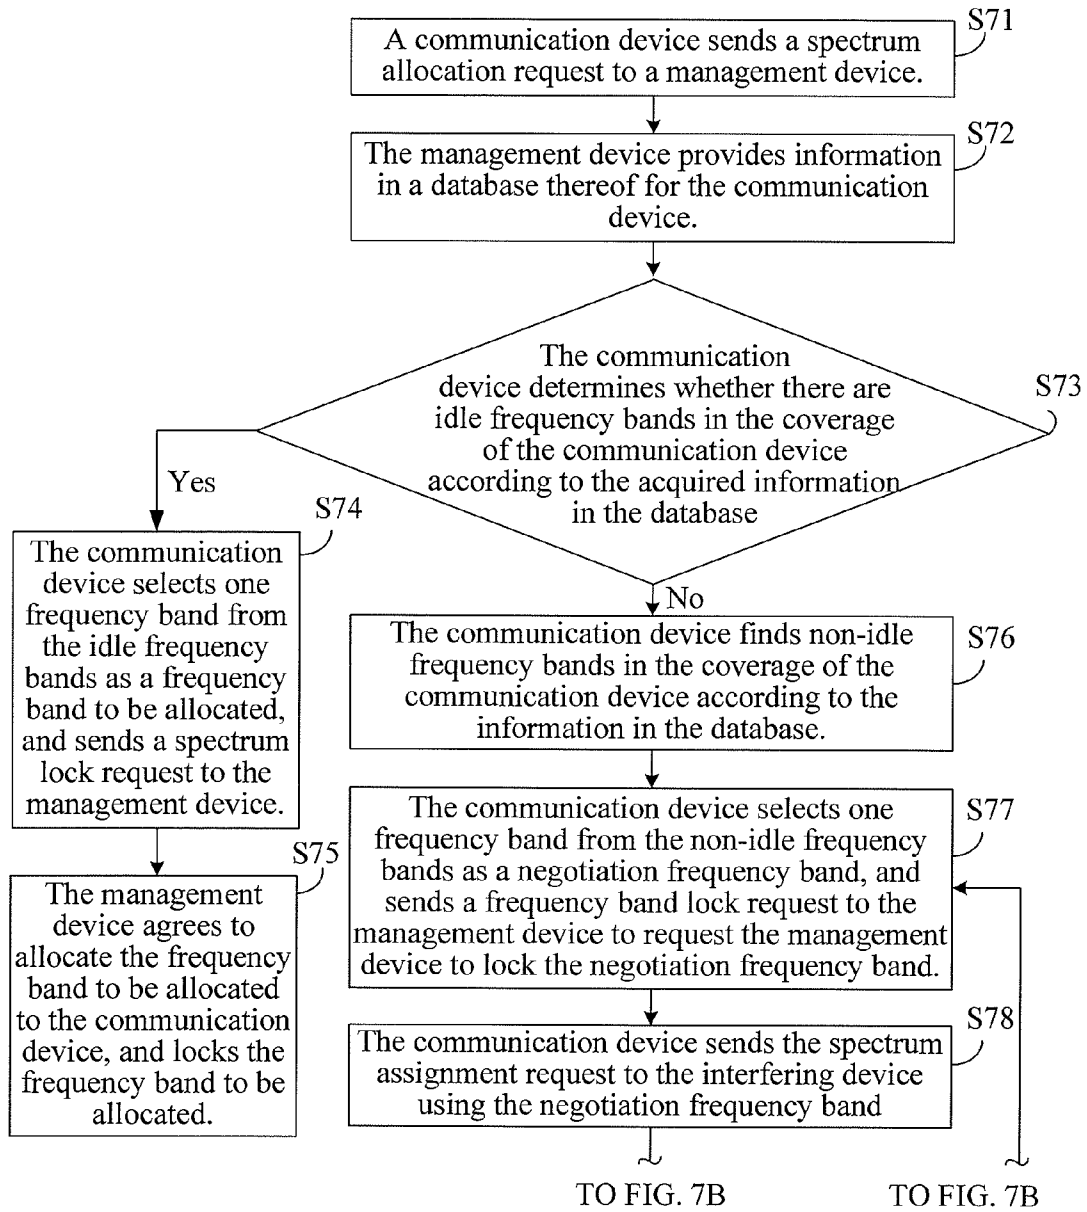 S71
A communication device sends a spectrum
allocation request to a management device.
S72
The management device provides information
in a database thereof for the communication
device.
S73
The communication
device determines whether there are
idle frequency bands in the coverage
of the communication device
according to the acquired information
in the database
Yes
S74
The communication
device selects one
frequency band from
the idle frequency
bands as a frequency
band to be allocated,
and sends a spectrum
lock request to the
management device.
S75
The management
device agrees to
allocate the frequency
band to be allocated
to the communication
device, and locks the
frequency band to be
allocated.
No
S76
The communication device finds non-idle
frequency bands in the coverage of the
communication device according to the
information in the database.
S77
The communication device selects one
frequency band from the non-idle frequency
bands as a negotiation frequency band, and
sends a frequency band lock request to the
management device to request the management
device to lock the negotiation frequency band.
S78
The communication device sends the spectrum
assignment request to the interfering device
using the negotiation frequency band
TO FIG. 7B
TO FIG. 7B